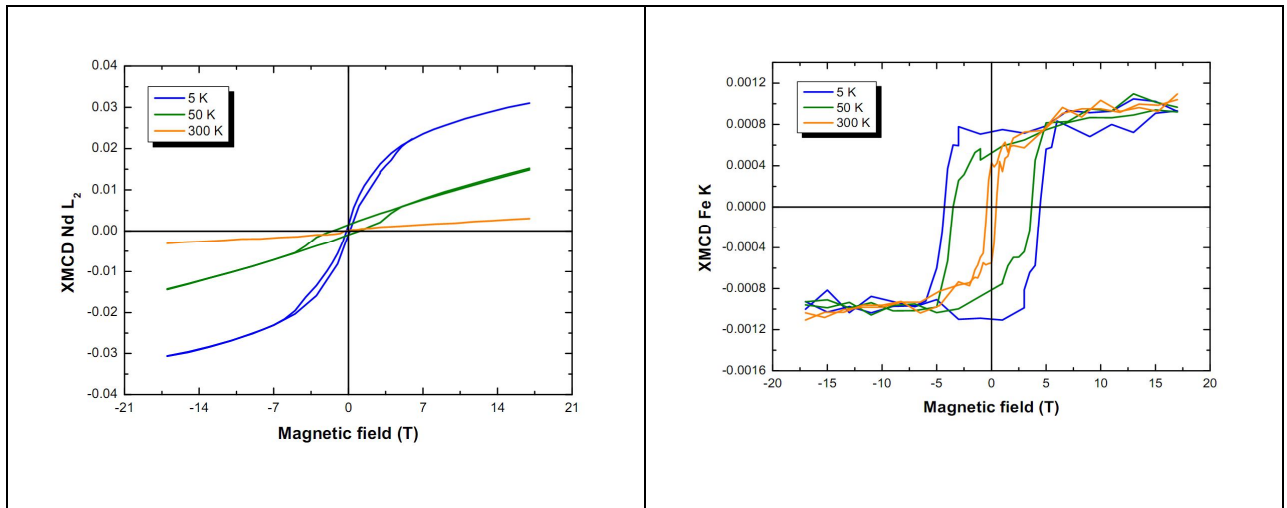 0.04
0.03
0.02
0.01
0.00
-0.01
-0.02
-0.03
-0.04
XMCD Nd L2
5 K
50 K
300 K
-21 -14 -7 0 7 14 21
Magnetic field (T)
0.0012
0.0008
0.0004
0.0000
-0.0004
-0.0008
-0.0012
-0.0016
XMCD Fe K
5 K
50 K
300 K
-20 -15 -10 -5 0 5 10 15 20
Magnetic field (T)